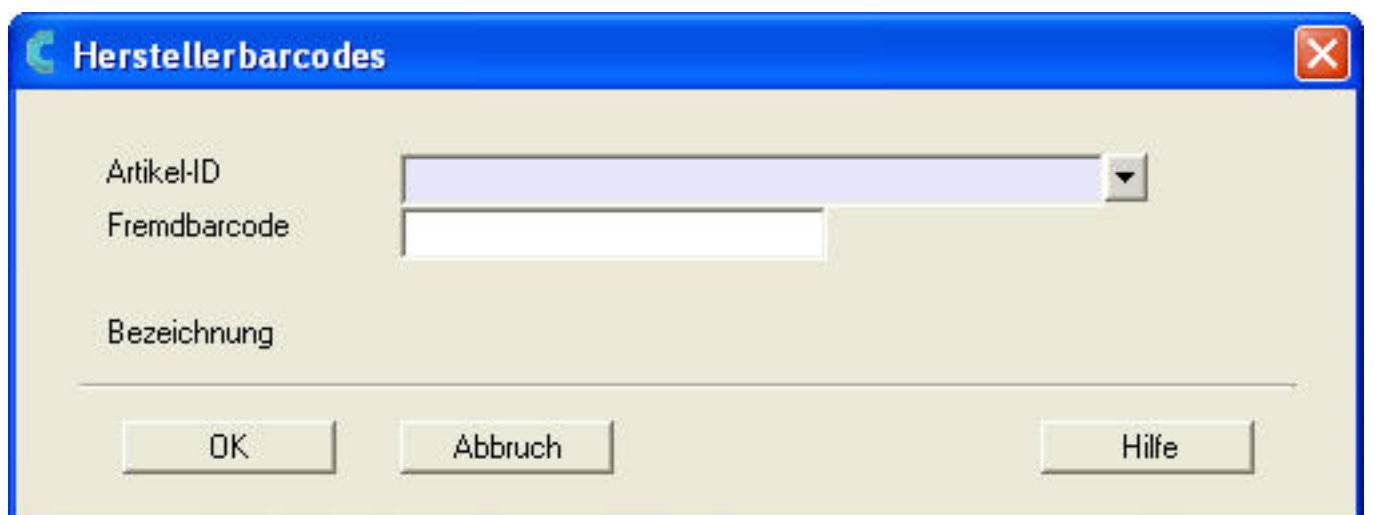 Herstellerbarcodes
Artikel-ID
Fremdbarcode
Bezeichnung
OK Abbruch Hilfe